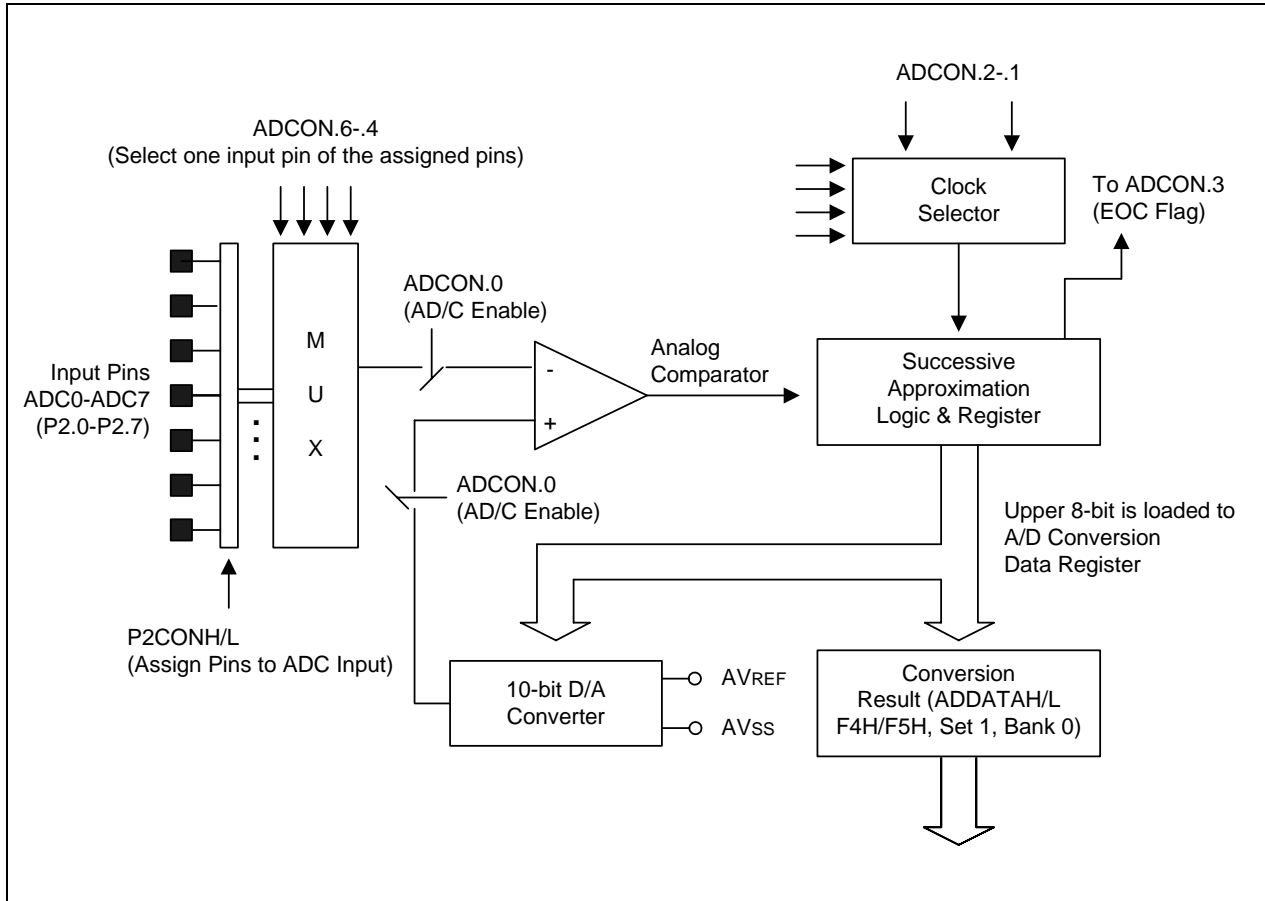 ADCON.2-.1
ADCON.6-.4
(Select one input pin of the assigned pins)
Clock
Selector
To ADCON.3
(EOC Flag)
ADCON.0
(AD/C Enable)
M
U
X
Input Pins
ADC0-ADC7
(P2.0-P2.7)
-
+
Analog
Comparator
Successive
Approximation
Logic & Register
ADCON.0
(AD/C Enable)
Upper 8-bit is loaded to
A/D Conversion
Data Register
P2CONH/L
(Assign Pins to ADC Input)
10-bit D/A
Converter
AVREF
AVSS
Conversion
Result (ADDATAH/L
F4H/F5H, Set 1, Bank 0)